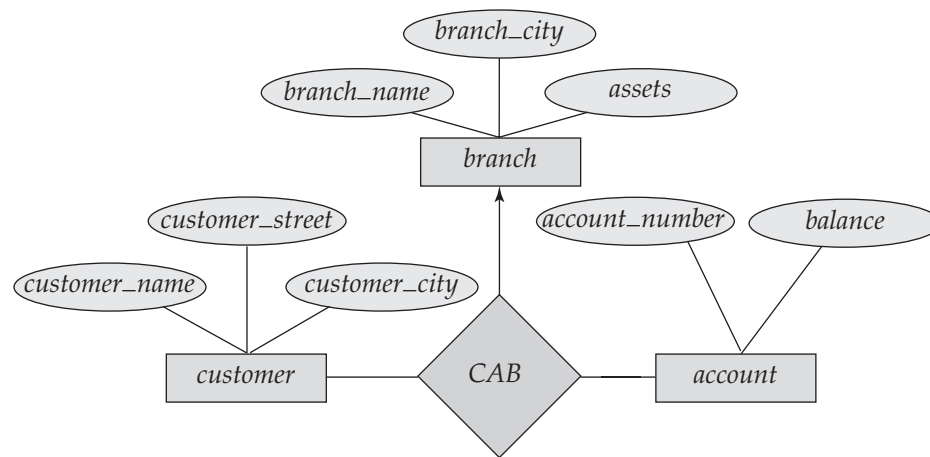 branch_city
branch_name
assets
branch
customer_street
account_number
balance
customer_name
customer_city
customer
CAB
account